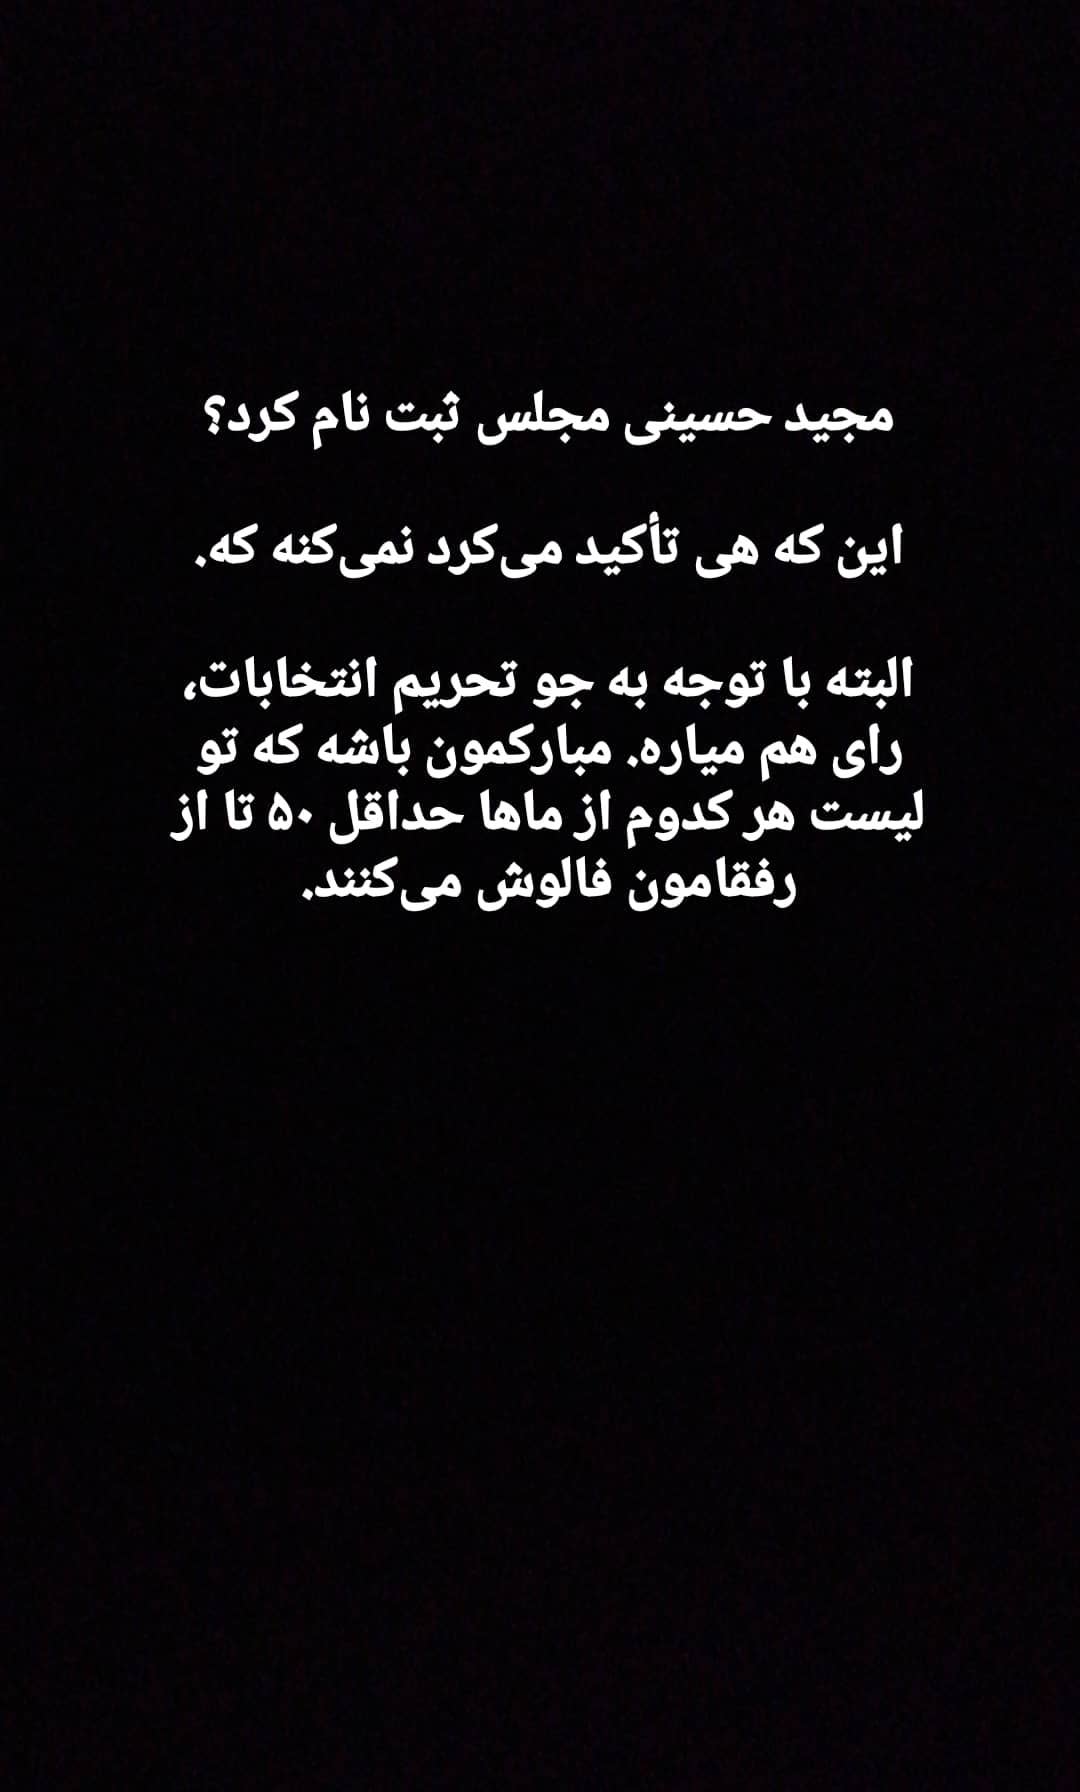 مجید حسینی مجلس ثبت نام کرد؟
این که هی تأکید می‌کرد نمی‌کنه که.
البته با توجه به جو تحریم انتخابات،
رای هم میاره. مبارکمون باشه که تو
لیست هر کدوم از ماها حداقل ۵۰ تا از
رفقامون فالوش می‌کنند.